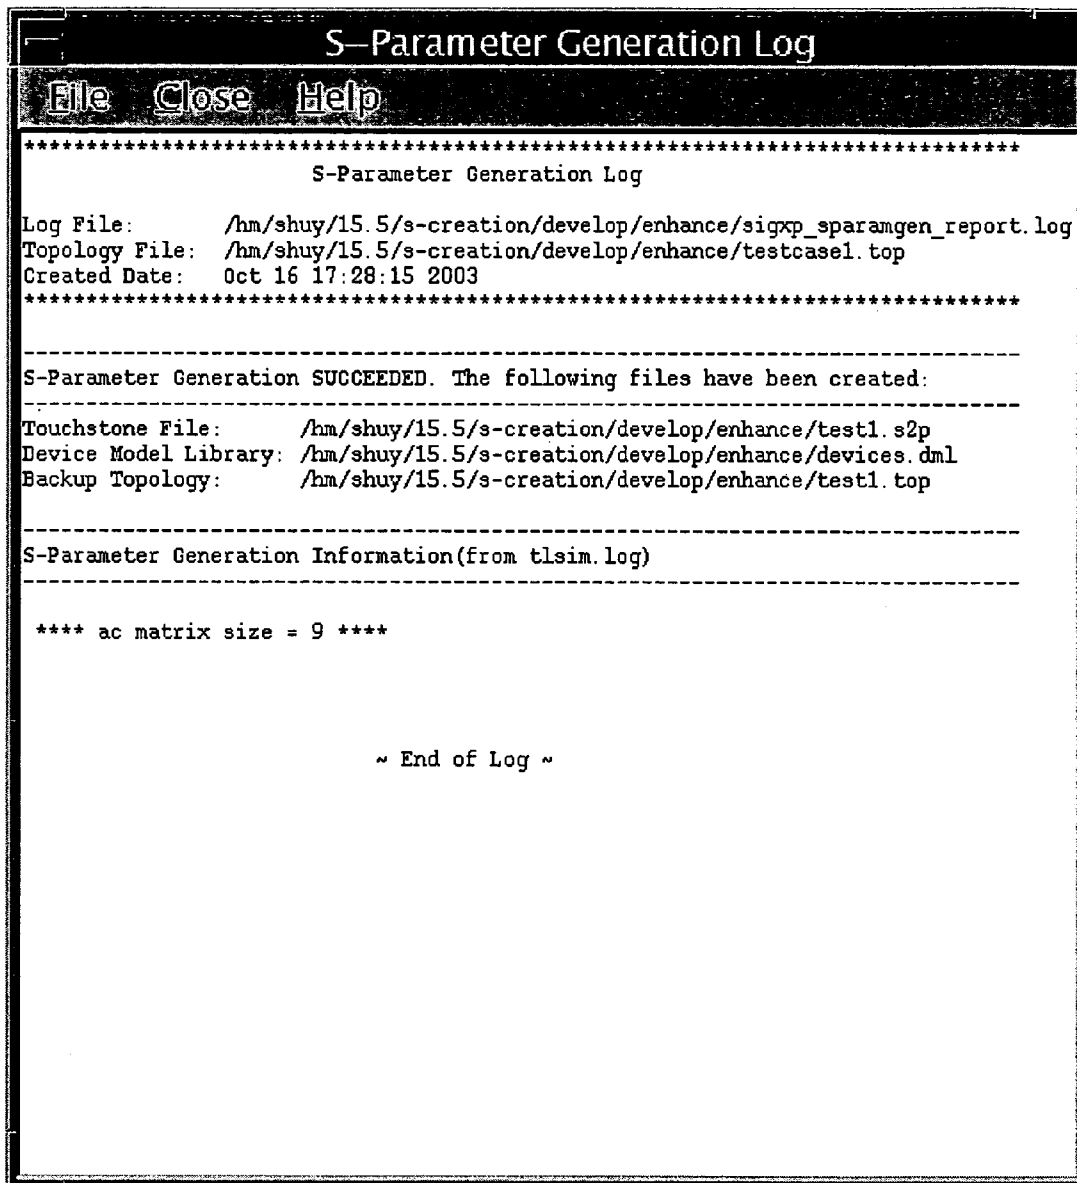 S-Parameter Generation Log
File Close Help
********************************************************************************
S-Parameter Generation Log
Log File: /hm/shuy/15.5/s-creation/develop/enhance/sigxp_sparamgen_report.log
Topology File: /hm/shuy/15.5/s-creation/develop/enhance/testcase1.top
Created Date: Oct 16 17:28:15 2003
********************************************************************************
--------------------------------------------------------------------------------
S-Parameter Generation SUCCEEDED. The following files have been created:
--------------------------------------------------------------------------------
Touchstone File: /hm/shuy/15.5/s-creation/develop/enhance/test1.s2p
Device Model Library: /hm/shuy/15.5/s-creation/develop/enhance/devices.dml
Backup Topology: /hm/shuy/15.5/s-creation/develop/enhance/test1.top
--------------------------------------------------------------------------------
S-Parameter Generation Information(from tlsim.log)
--------------------------------------------------------------------------------
**** ac matrix size = 9 ****
~ End of Log ~